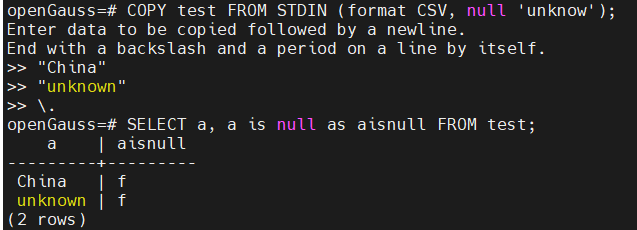 openGauss=# COPY test FROM STDIN (format CSV, null 'unknow');
Enter data to be copied followed by a newline.
End with a backslash and a period on a line by itself.
>> "China"
>> "unknown"
>> \.
openGauss=# SELECT a, a is null as aisnull FROM test;
    a    | aisnull
---------+---------
 China   | f
 unknown | f
(2 rows)